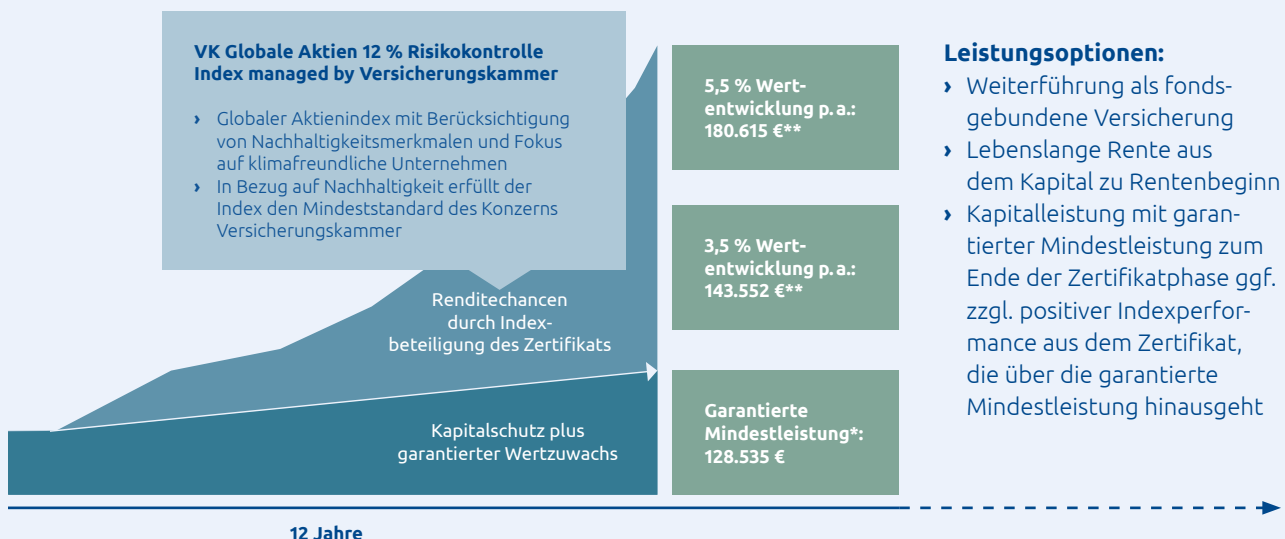 VK Globale Aktien 12 % Risikokontrolle
Index managed by Versicherungskammer
› Globaler Aktienindex mit Berücksichtigung
von Nachhaltigkeitsmerkmalen und Fokus
auf klimafreundliche Unternehmen
› In Bezug auf Nachhaltigkeit erfüllt der
Index den Mindeststandard des Konzerns
Versicherungskammer
Renditechancen
durch Index-
beteiligung des Zertifikats
Kapitalschutz plus
garantierter Wertzuwachs
12 Jahre
5,5 % Wert-
entwicklung p. a.:
180.615 €**
3,5 % Wert-
entwicklung p. a.:
143.552 €**
Garantierte
Mindestleistung*:
128.535 €
Leistungsoptionen:
› Weiterführung als fonds-
gebundene Versicherung
› Lebenslange Rente aus
dem Kapital zu Rentenbeginn
› Kapitalleistung mit garan-
tierter Mindestleistung zum
Ende der Zertifikatphase ggf.
zzgl. positiver Indexperfor-
mance aus dem Zertifikat,
die über die garantierte
Mindestleistung hinausgeht